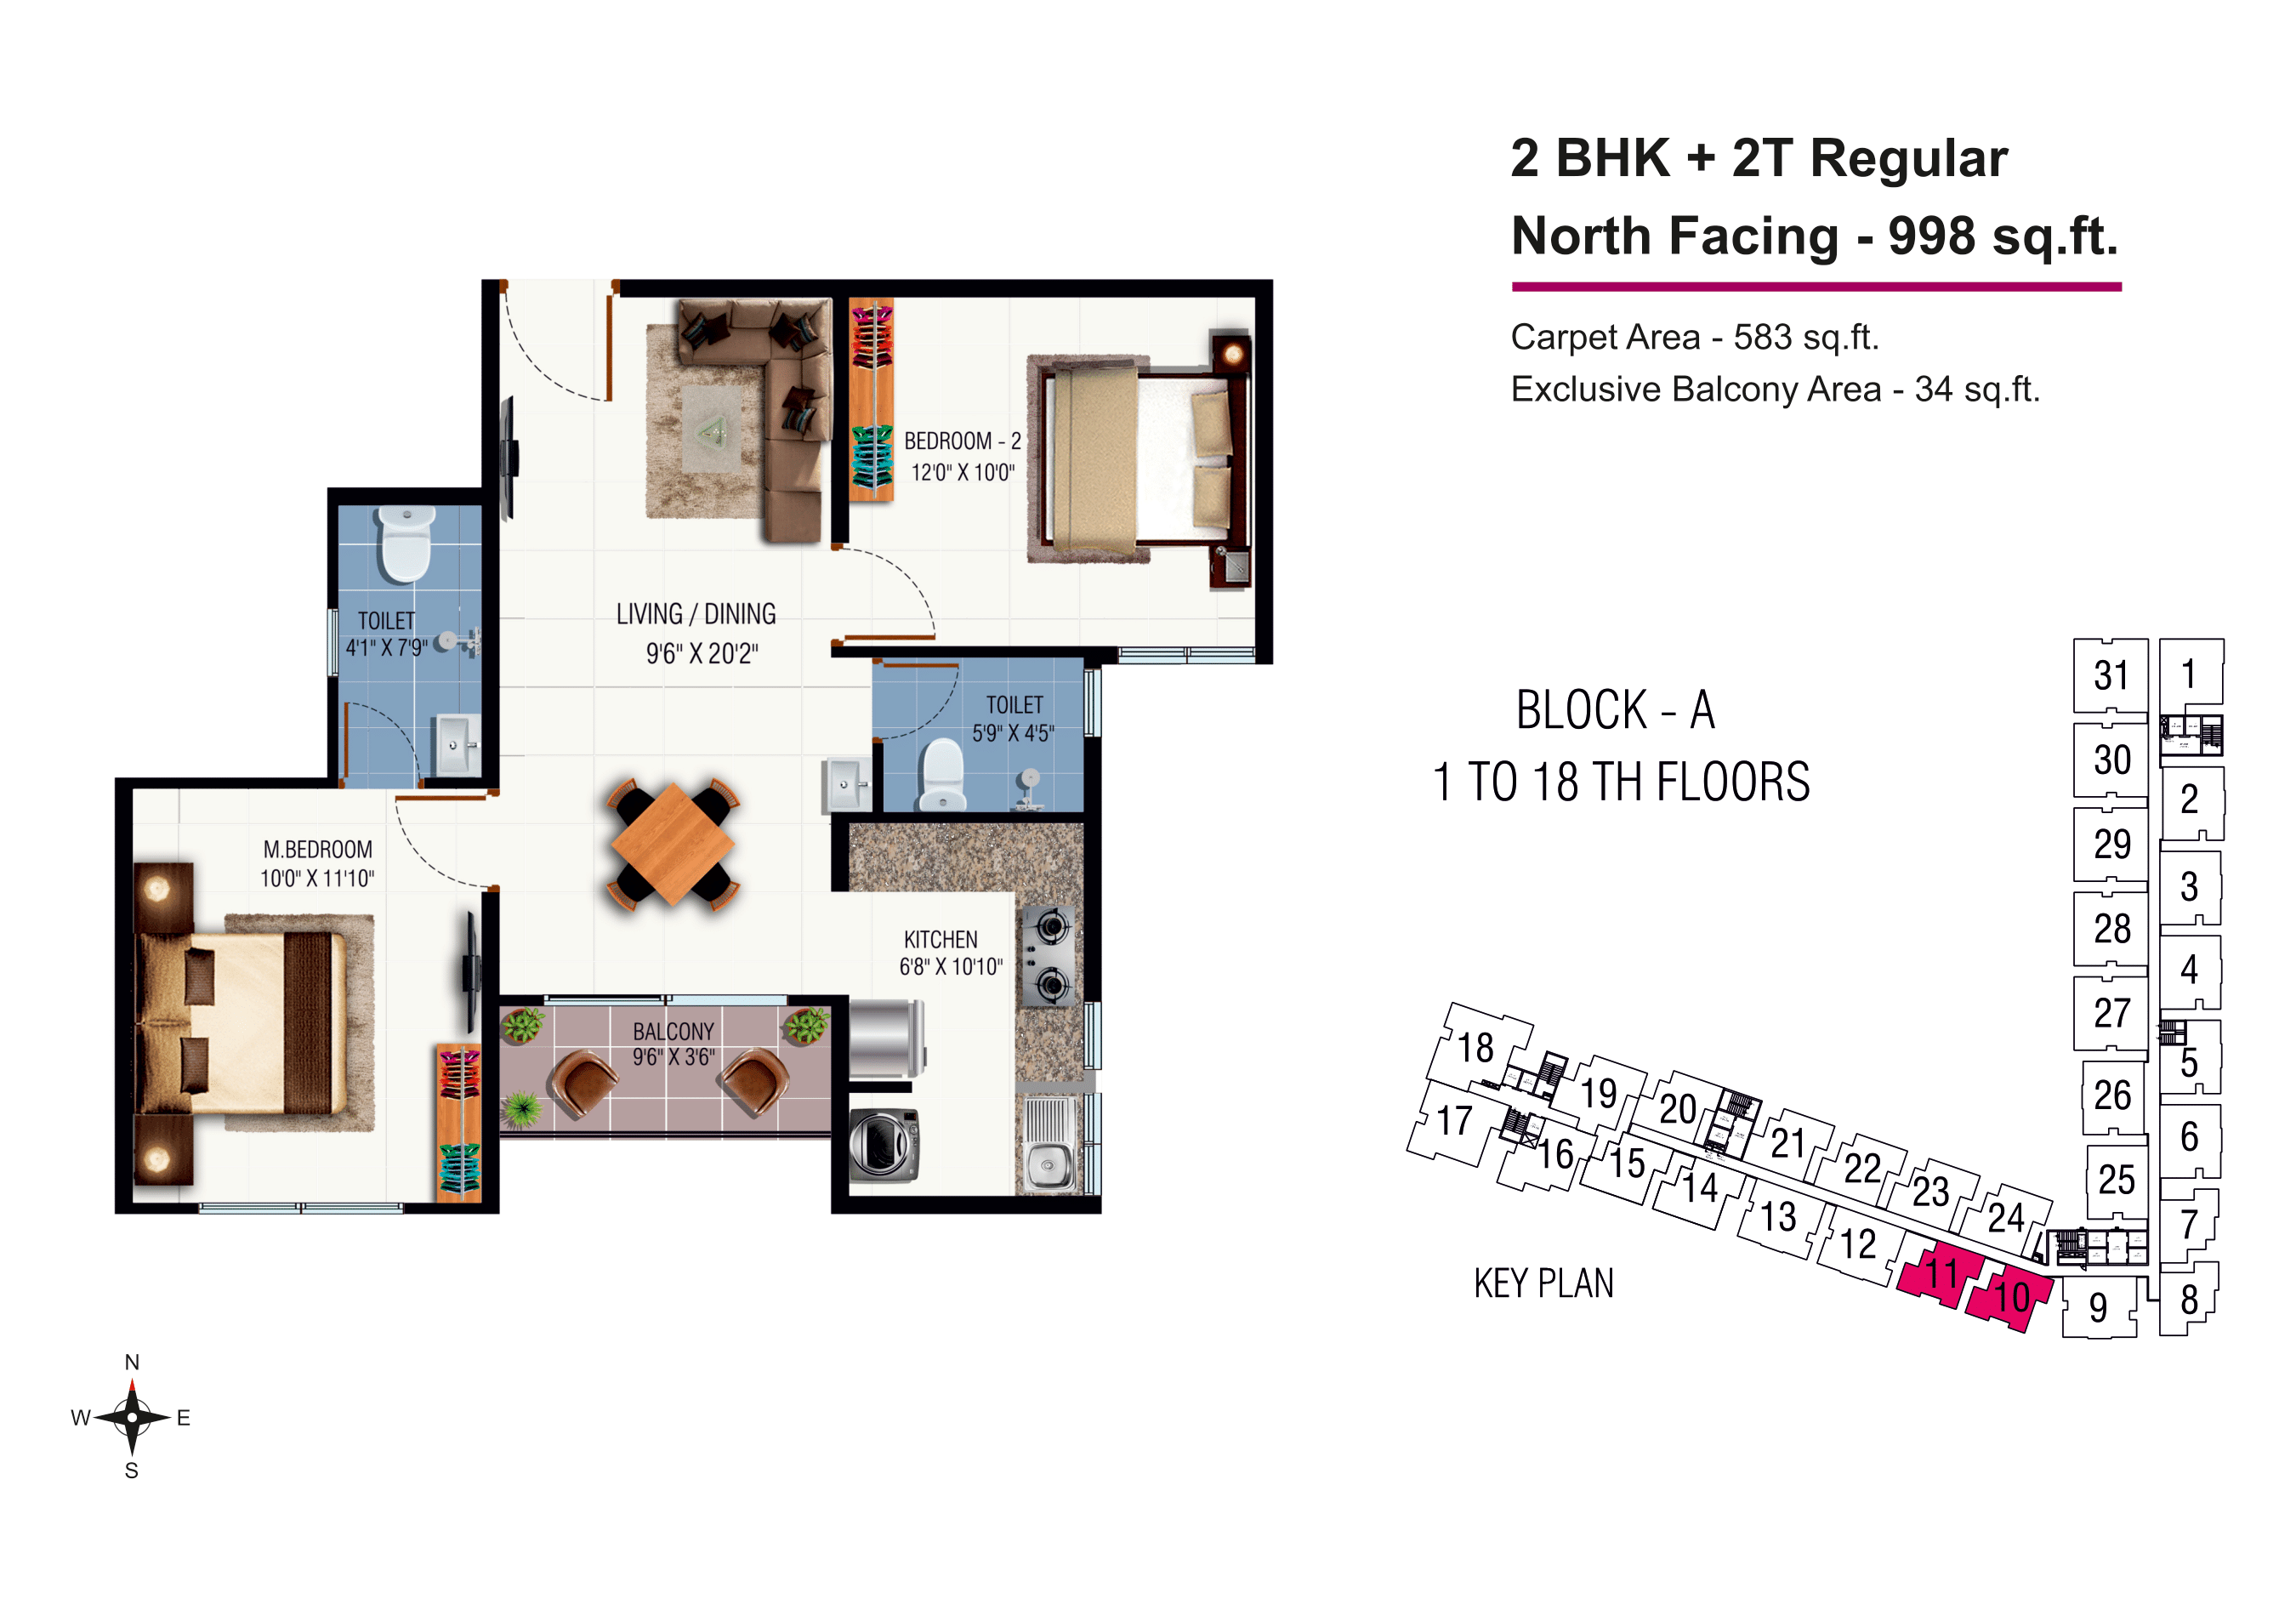 2 BHK + 2T Regular
North Facing - 998 sq.ft.
Carpet Area - 583 sq.ft.
Exclusive Balcony Area - 34 sq.ft.
BEDROOM - 2
12'0" X 10'0"
LIVING / DINING
9'6" X 20'2"
TOILET
4'1" X 7'9"
TOILET
5'9" X 4'5"
M.BEDROOM
10'0" X 11'10"
KITCHEN
6'8" X 10'10"
BALCONY
9'6" X 3'6"
BLOCK - A
1 TO 18 TH FLOORS
31
1
30
2
29
3
28
4
27
5
26
6
25
7
8
9
18
19
20
17
16
15
21
14
22
13
23
12
24
11
10
KEY PLAN
N
W
E
S